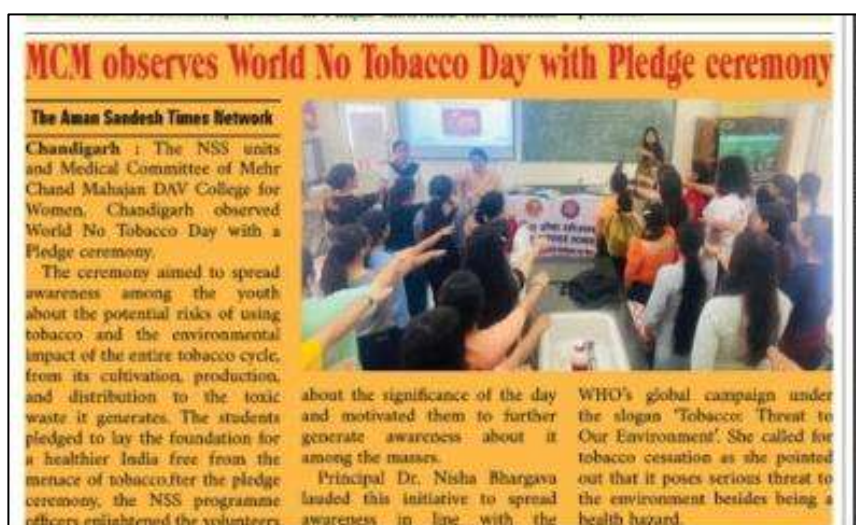 MCM observes World No Tobacco Day with Pledge ceremony
The Aman Sandesh Times Network
Chandigarh : The NSS units
and Medical Committee of Mehr
Chand Mahajan DAV College for
Women, Chandigarh observed
World No Tobacco Day with a
Pledge ceremony.
The ceremony aimed to spread
awareness among the youth
about the potential risks of using
tobacco and the environmental
impact of the entire tobacco cycle,
from its cultivation, production,
and distribution to the toxic
waste it generates. The students
pledged to lay the foundation for
a healthier India free from the
menace of tobacco.fter the pledge
ceremony, the NSS programme
officers enlightened the volunteers
about the significance of the day
and motivated them to further
generate awareness about it
among the masses.
Principal Dr. Nisha Bhargava
lauded this initiative to spread
awareness in line with the
WHO's global campaign under
the slogan 'Tobacco: Threat to
Our Environment'. She called for
tobacco cessation as she pointed
out that it poses serious threat to
the environment besides being a
health hazard.